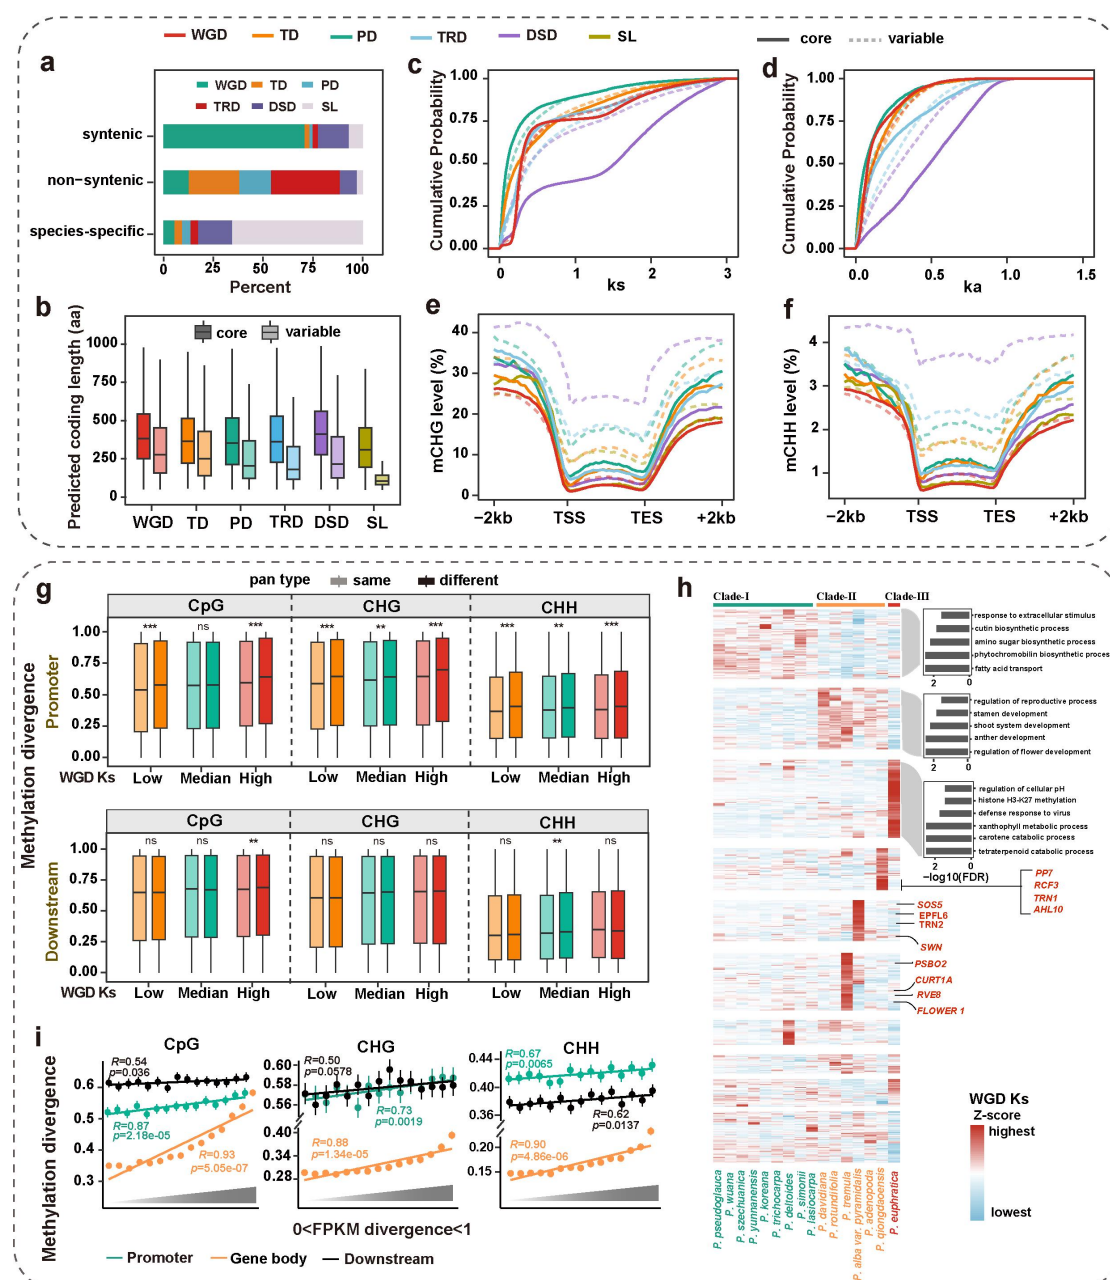 WGD TD PD TRD DSD SL core variable
a
WGD TD PD
TRD DSD SL
syntenic
non-syntenic
species-specific
0 25 50 75 100
Percent
b
Predicted coding length (aa)
core variable
1000
750
500
250
0
WGD TD PD TRD DSD SL
c
Cumulative Probability
1.00
0.75
0.50
0.25
0.00
0 1 2 3
ks
d
Cumulative Probability
1.00
0.75
0.50
0.25
0.00
0.0 0.5 1.0 1.5
ka
e
mCHG level (%)
40
30
20
10
0
−2kb TSS TES +2kb
f
mCHH level (%)
4
3
2
1
−2kb TSS TES +2kb
g
pan type same different
Methylation divergence
Promoter
CpG CHG CHH
*** ns *** *** ** *** *** ** ***
1.00
0.75
0.50
0.25
0.00
WGD Ks Low Median High Low Median High Low Median High
Downstream
CpG CHG CHH
ns ns ** ns ns ns ns ** ns
1.00
0.75
0.50
0.25
0.00
WGD Ks Low Median High Low Median High Low Median High
h
Clade-I Clade-II Clade-III
response to extracellular stimulus
cutin biosynthetic process
amino sugar biosynthetic process
phytochromobilin biosynthetic proce
fatty acid transport
2 0
regulation of reproductive process
stamen development
shoot system development
anther development
regulation of flower development
2 0
regulation of cellular pH
histone H3-K27 methylation
defense response to virus
xanthophyll metabolic process
carotene catabolic process
tetraterpenoid catabolic process
2 0
−log10(FDR)
PP7
RCF3
TRN1
AHL10
SOS5
EPFL6
TRN2
SWN
PSBO2
CURT1A
RVE8
FLOWER 1
WGD Ks
Z-score
highest
lowest
P. pseudoglauca
P. wuana
P. szechuanica
P. yunnanensis
P. koreana
P. trichocarpa
P. deltoides
P. simonii
P. lasiocarpa
P. davidiana
P. rotundifolia
P. tremula
P. alba var. pyramidalis
P. adenopoda
P. qiongdaoensis
P. euphratica
i
Methylation divergence
CpG
R=0.54
p=0.036
R=0.87
p=2.18e-05
R=0.93
p=5.05e-07
0.6
0.5
0.4
0.3
CHG
R=0.50
p=0.0578
R=0.73
p=0.0019
R=0.88
p=1.34e-05
0.60
0.58
0.56
0.40
0.34
0.28
CHH
R=0.67
p=0.0065
R=0.62
p=0.0137
R=0.90
p=4.86e-06
0.44
0.40
0.36
0.20
0.15
0<FPKM divergence<1
Promoter Gene body Downstream